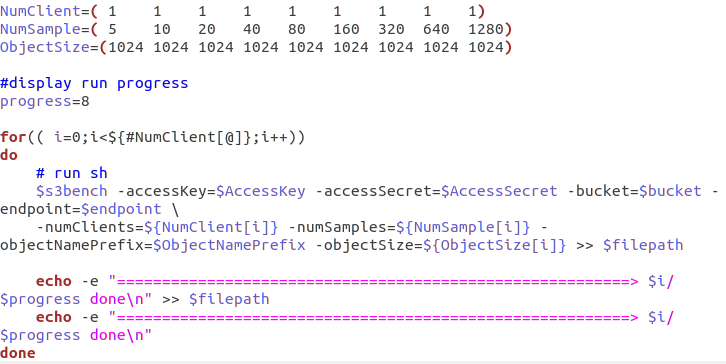 NumClient=( 1    1    1    1    1    1    1    1    1)
NumSample=( 5    10   20   40   80   160  320  640  1280)
ObjectSize=(1024 1024 1024 1024 1024 1024 1024 1024 1024)

#display run progress
progress=8

for(( i=0;i<${#NumClient[@]};i++))
do
    # run sh
    $s3bench -accessKey=$AccessKey -accessSecret=$AccessSecret -bucket=$bucket -
endpoint=$endpoint \
    -numClients=${NumClient[i]} -numSamples=${NumSample[i]} -
objectNamePrefix=$ObjectNamePrefix -objectSize=${ObjectSize[i]} >> $filepath

    echo -e "=========================================================> $i/
$progress done\n" >> $filepath
    echo -e "=========================================================> $i/
$progress done\n"
done